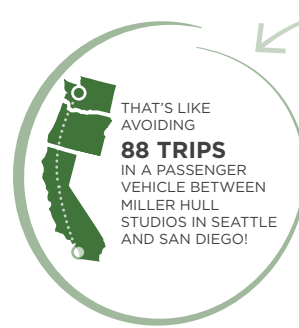 THAT'S LIKE
AVOIDING
88 TRIPS
IN A PASSENGER
VEHICLE BETWEEN
MILLER HULL
STUDIOS IN SEATTLE
AND SAN DIEGO!